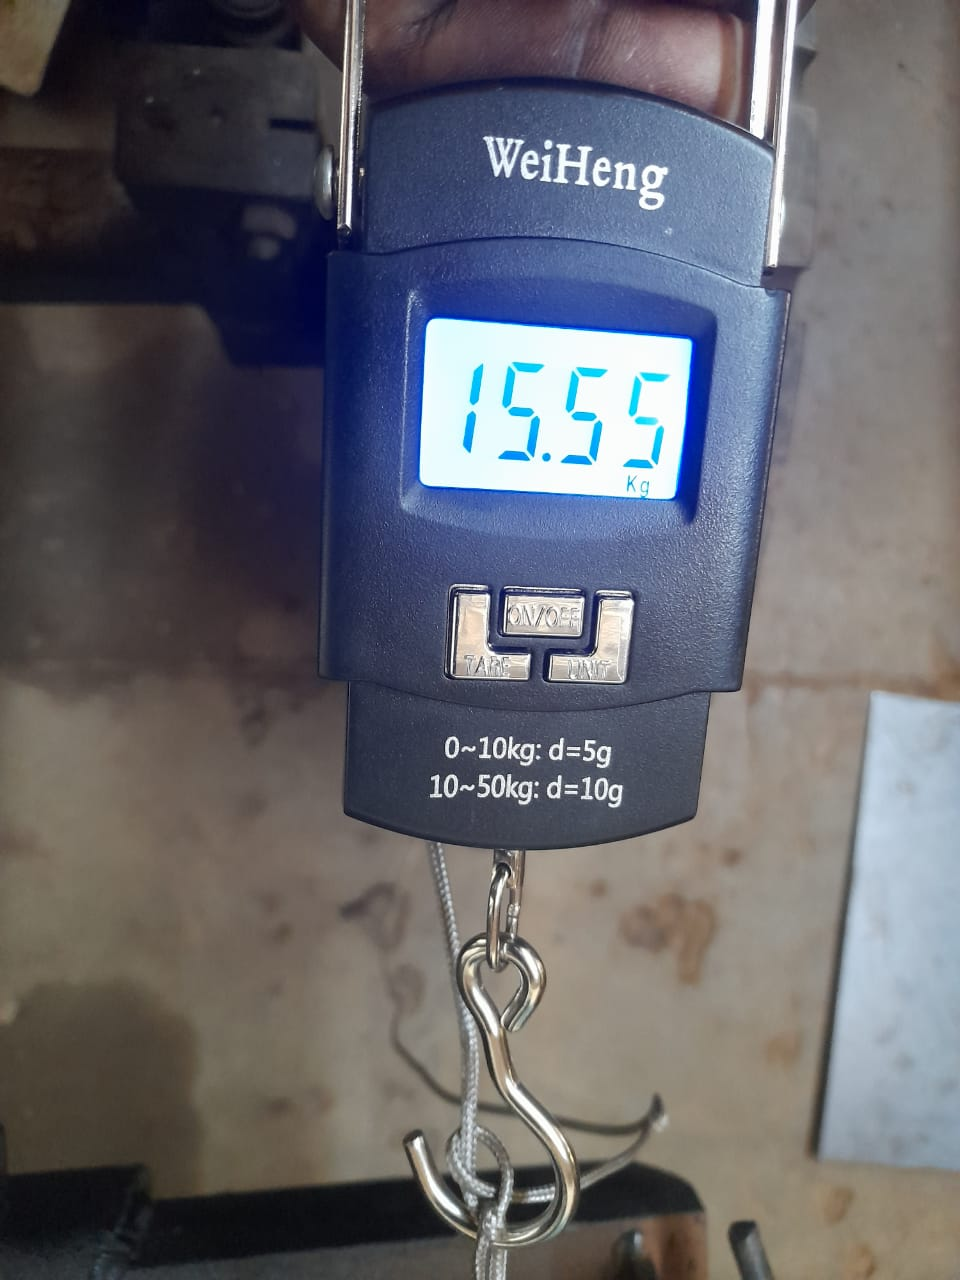 WeiHeng
15.55
Kg
ON/OFF
TARE
UNIT
0~10kg: d=5g
10~50kg: d=10g